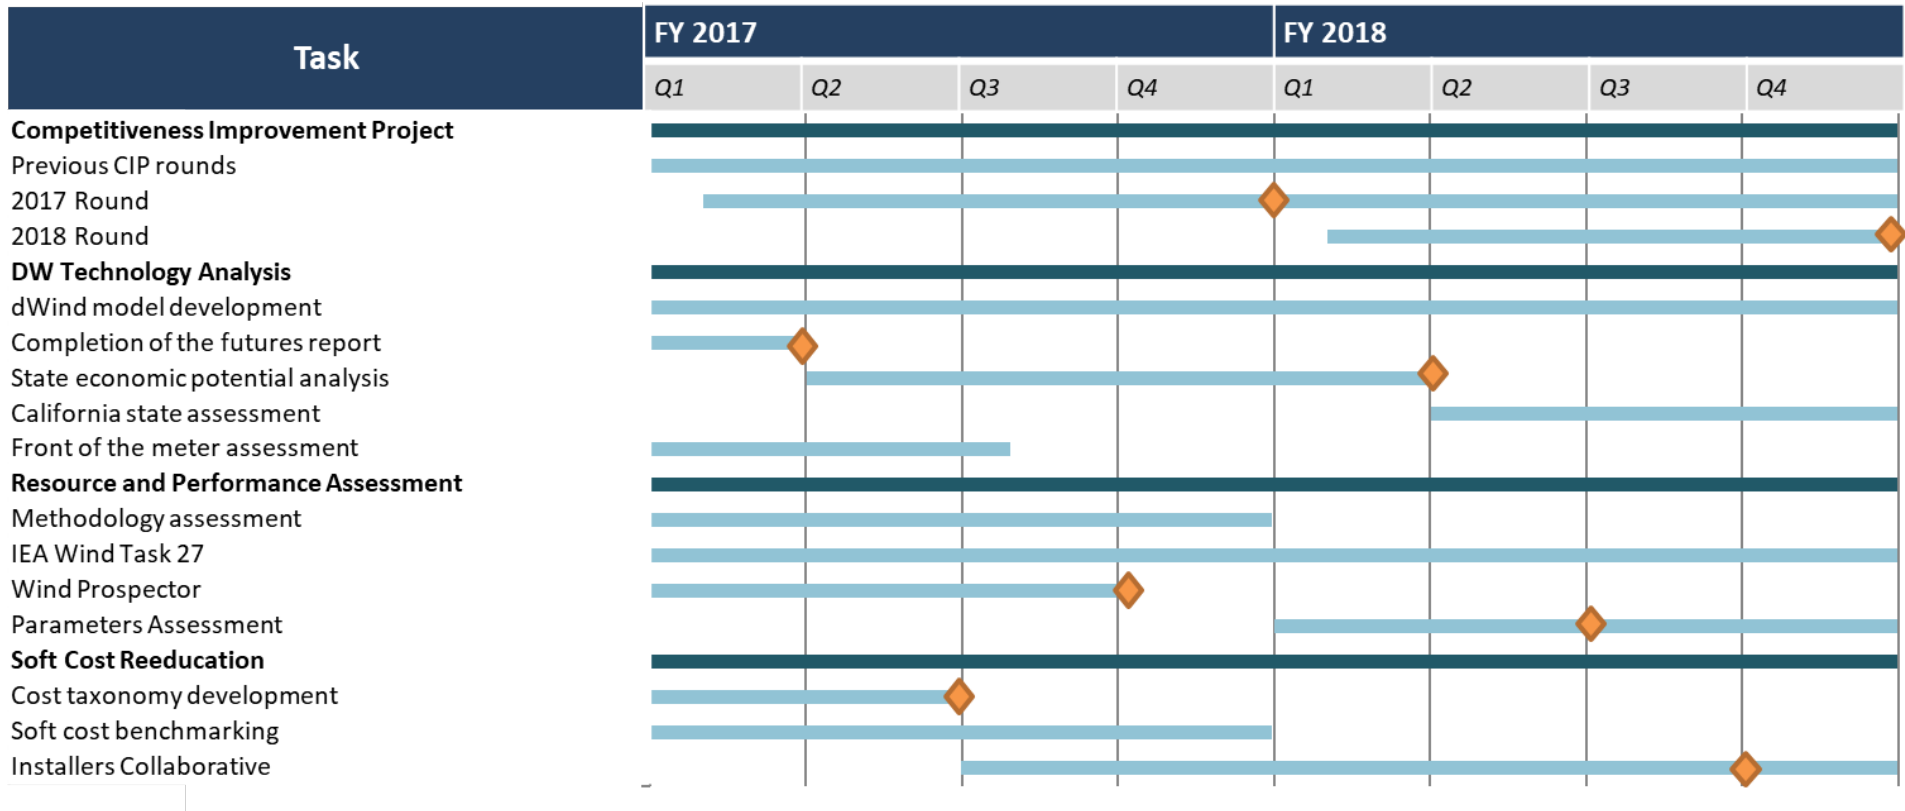 Task
FY 2017 FY 2018
Q1 Q2 Q3 Q4 Q1 Q2 Q3 Q4
Competitiveness Improvement Project
Previous CIP rounds
2017 Round
2018 Round
DW Technology Analysis
dWind model development
Completion of the futures report
State economic potential analysis
California state assessment
Front of the meter assessment
Resource and Performance Assessment
Methodology assessment
IEA Wind Task 27
Wind Prospector
Parameters Assessment
Soft Cost Reeducation
Cost taxonomy development
Soft cost benchmarking
Installers Collaborative